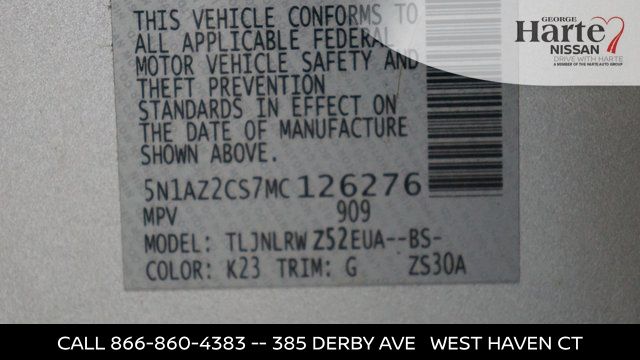 THIS VEHICLE CONFORMS TO
ALL APPLICABLE FEDERAL
MOTOR VEHICLE SAFETY AND
THEFT PREVENTION
STANDARDS IN EFFECT ON
THE DATE OF MANUFACTURE
SHOWN ABOVE.
5N1AZ2CS7MC126276
MPV 909
MODEL: TLJNLRWZ52EUA--BS-
COLOR: K23 TRIM: G ZS30A
GEORGE
Harte
NISSAN
DRIVE WITH HARTE
A MEMBER OF THE HARTE AUTO GROUP
CALL 866-860-4383 -- 385 DERBY AVE WEST HAVEN CT